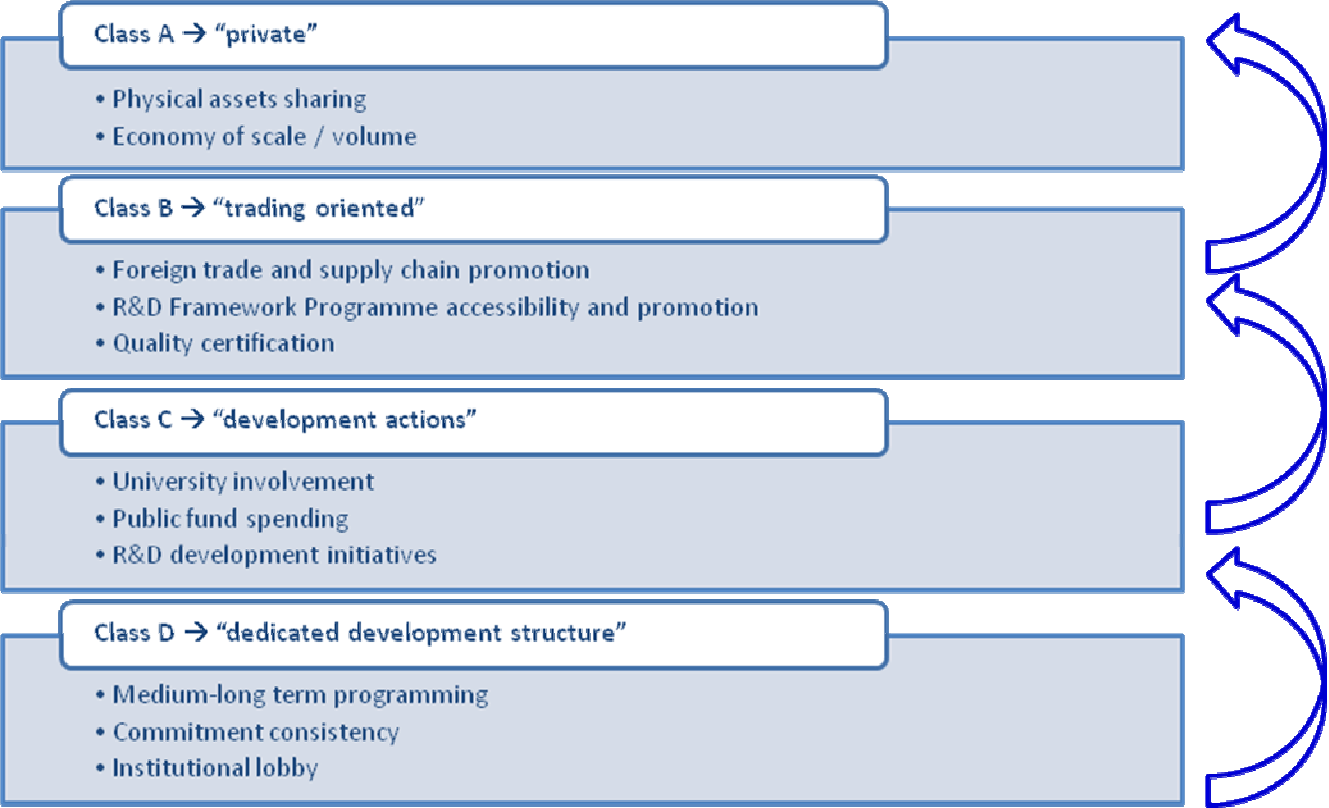 Class A → “private”
• Physical assets sharing
• Economy of scale / volume
Class B → “trading oriented”
• Foreign trade and supply chain promotion
• R&D Framework Programme accessibility and promotion
• Quality certification
Class C → “development actions”
• University involvement
• Public fund spending
• R&D development initiatives
Class D → “dedicated development structure”
• Medium-long term programming
• Commitment consistency
• Institutional lobby